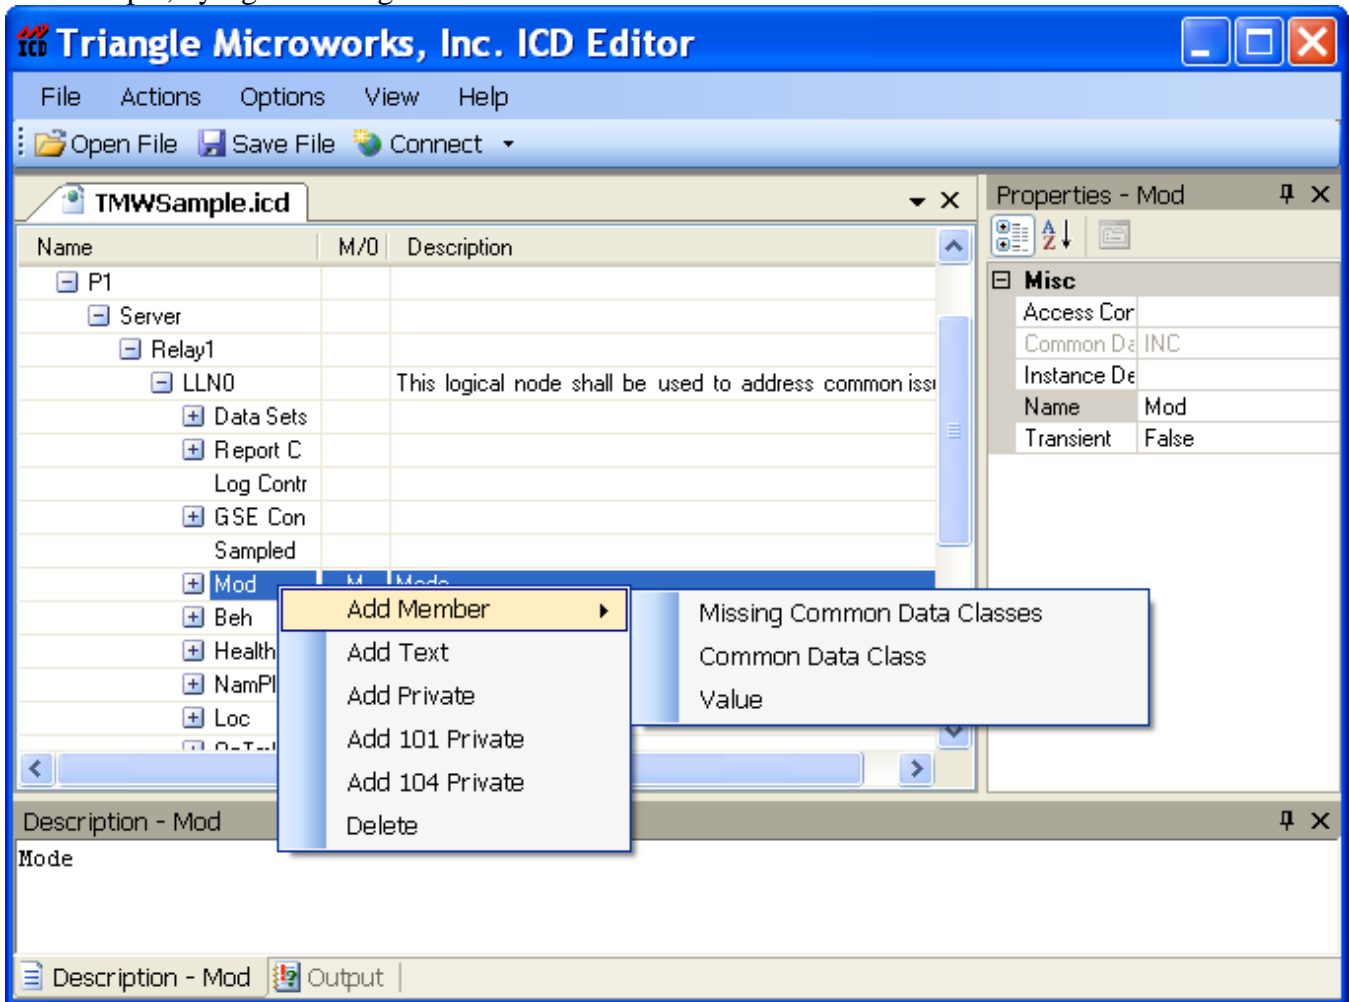 Triangle Microworks, Inc. ICD Editor
File Actions Options View Help
Open File Save File Connect
TMWSample.icd
Name M/O Description
P1
Server
Relay1
LLN0 This logical node shall be used to address common iss
Data Sets
Report C
Log Contr
GSE Con
Sampled
Mod M Mode
Beh
Health
NamPl
Loc
Add Member
Add Text
Add Private
Add 101 Private
Add 104 Private
Delete
Missing Common Data Classes
Common Data Class
Value
Properties - Mod
Misc
Access Con
Common Da INC
Instance De
Name Mod
Transient False
Description - Mod
Mode
Description - Mod Output